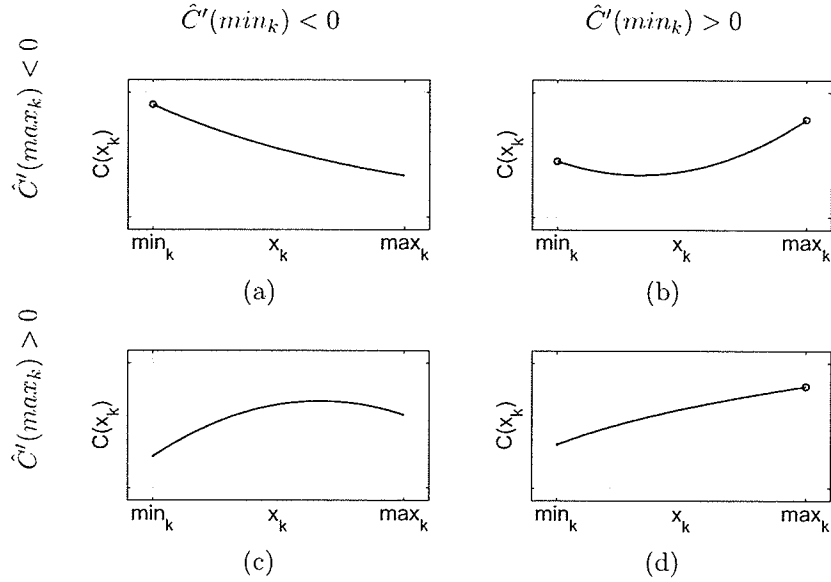 Ĉ'(min_k) < 0
Ĉ'(min_k) > 0
Ĉ'(max_k) < 0
C(x_k)
min_k x_k max_k
(a)
C(x_k)
min_k x_k max_k
(b)
Ĉ'(max_k) > 0
C(x_k)
min_k x_k max_k
(c)
C(x_k)
min_k x_k max_k
(d)